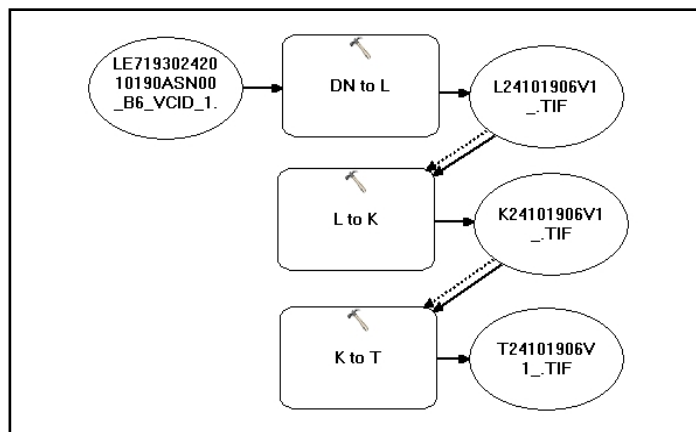 LE719302420
10190ASN00
_B6_VCID_1.
DN to L
L24101906V1
_.TIF
L to K
K24101906V1
_.TIF
K to T
T24101906V
1_.TIF